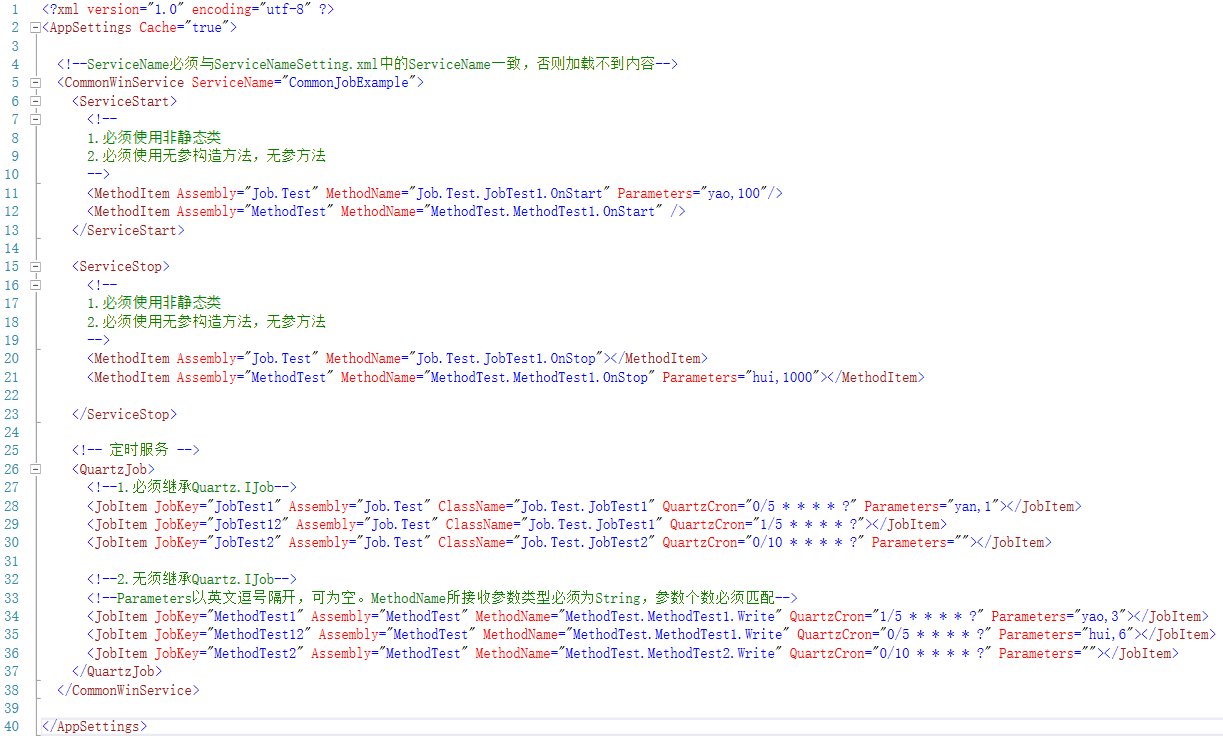 1 <?xml version="1.0" encoding="utf-8" ?>
2 <AppSettings Cache="true">
3
4 <!--ServiceName必须与ServiceNameSetting.xml中的ServiceName一致，否则加载不到内容-->
5 <CommonWinService ServiceName="CommonJobExample">
6 <ServiceStart>
7 <!--
8 1.必须使用非静态类
9 2.必须使用无参构造方法，无参方法
10 -->
11 <MethodItem Assembly="Job.Test" MethodName="Job.Test.JobTest1.OnStart" Parameters="yao,100"/>
12 <MethodItem Assembly="MethodTest" MethodName="MethodTest.MethodTest1.OnStart" />
13 </ServiceStart>
14
15 <ServiceStop>
16 <!--
17 1.必须使用非静态类
18 2.必须使用无参构造方法，无参方法
19 -->
20 <MethodItem Assembly="Job.Test" MethodName="Job.Test.JobTest1.OnStop"></MethodItem>
21 <MethodItem Assembly="MethodTest" MethodName="MethodTest.MethodTest1.OnStop" Parameters="hui,1000"></MethodItem>
22
23 </ServiceStop>
24
25 <!-- 定时服务 -->
26 <QuartzJob>
27 <!--1.必须继承Quartz.IJob-->
28 <JobItem JobKey="JobTest1" Assembly="Job.Test" ClassName="Job.Test.JobTest1" QuartzCron="0/5 * * * * ?" Parameters="yan,1"></JobItem>
29 <JobItem JobKey="JobTest12" Assembly="Job.Test" ClassName="Job.Test.JobTest1" QuartzCron="1/5 * * * * ?"></JobItem>
30 <JobItem JobKey="JobTest2" Assembly="Job.Test" ClassName="Job.Test.JobTest2" QuartzCron="0/10 * * * * ?" Parameters=""></JobItem>
31
32 <!--2.无须继承Quartz.IJob-->
33 <!--Parameters以英文逗号隔开，可为空。MethodName所接收参数类型必须为String，参数个数必须匹配-->
34 <JobItem JobKey="MethodTest1" Assembly="MethodTest" MethodName="MethodTest.MethodTest1.Write" QuartzCron="1/5 * * * * ?" Parameters="yao,3"></JobItem>
35 <JobItem JobKey="MethodTest12" Assembly="MethodTest" MethodName="MethodTest.MethodTest1.Write" QuartzCron="0/5 * * * * ?" Parameters="hui,6"></JobItem>
36 <JobItem JobKey="MethodTest2" Assembly="MethodTest" MethodName="MethodTest.MethodTest2.Write" QuartzCron="0/10 * * * * ?" Parameters=""></JobItem>
37 </QuartzJob>
38 </CommonWinService>
39
40 </AppSettings>